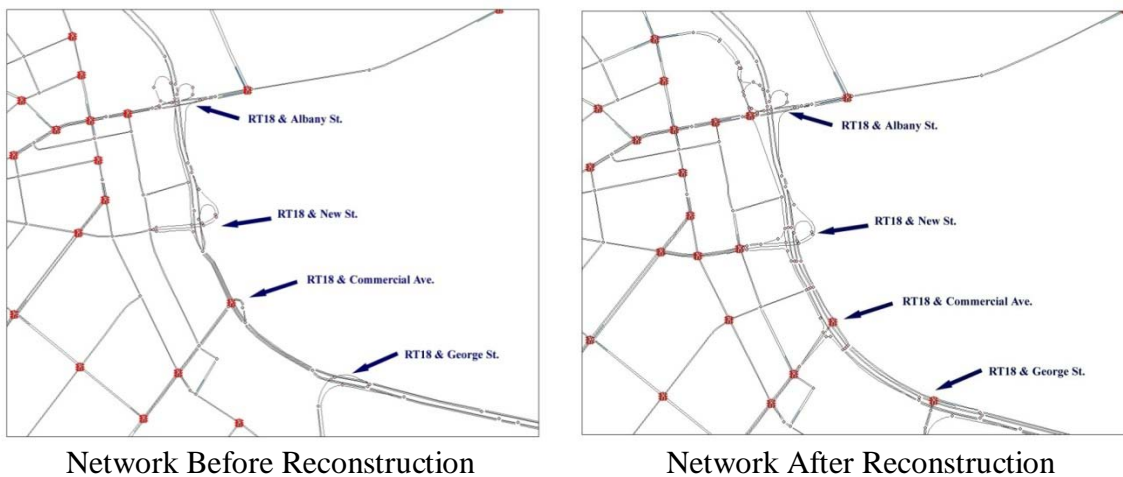 RT18 & Albany St.
RT18 & New St.
RT18 & Commercial Ave.
RT18 & George St.
Network Before Reconstruction
RT18 & Albany St.
RT18 & New St.
RT18 & Commercial Ave.
RT18 & George St.
Network After Reconstruction